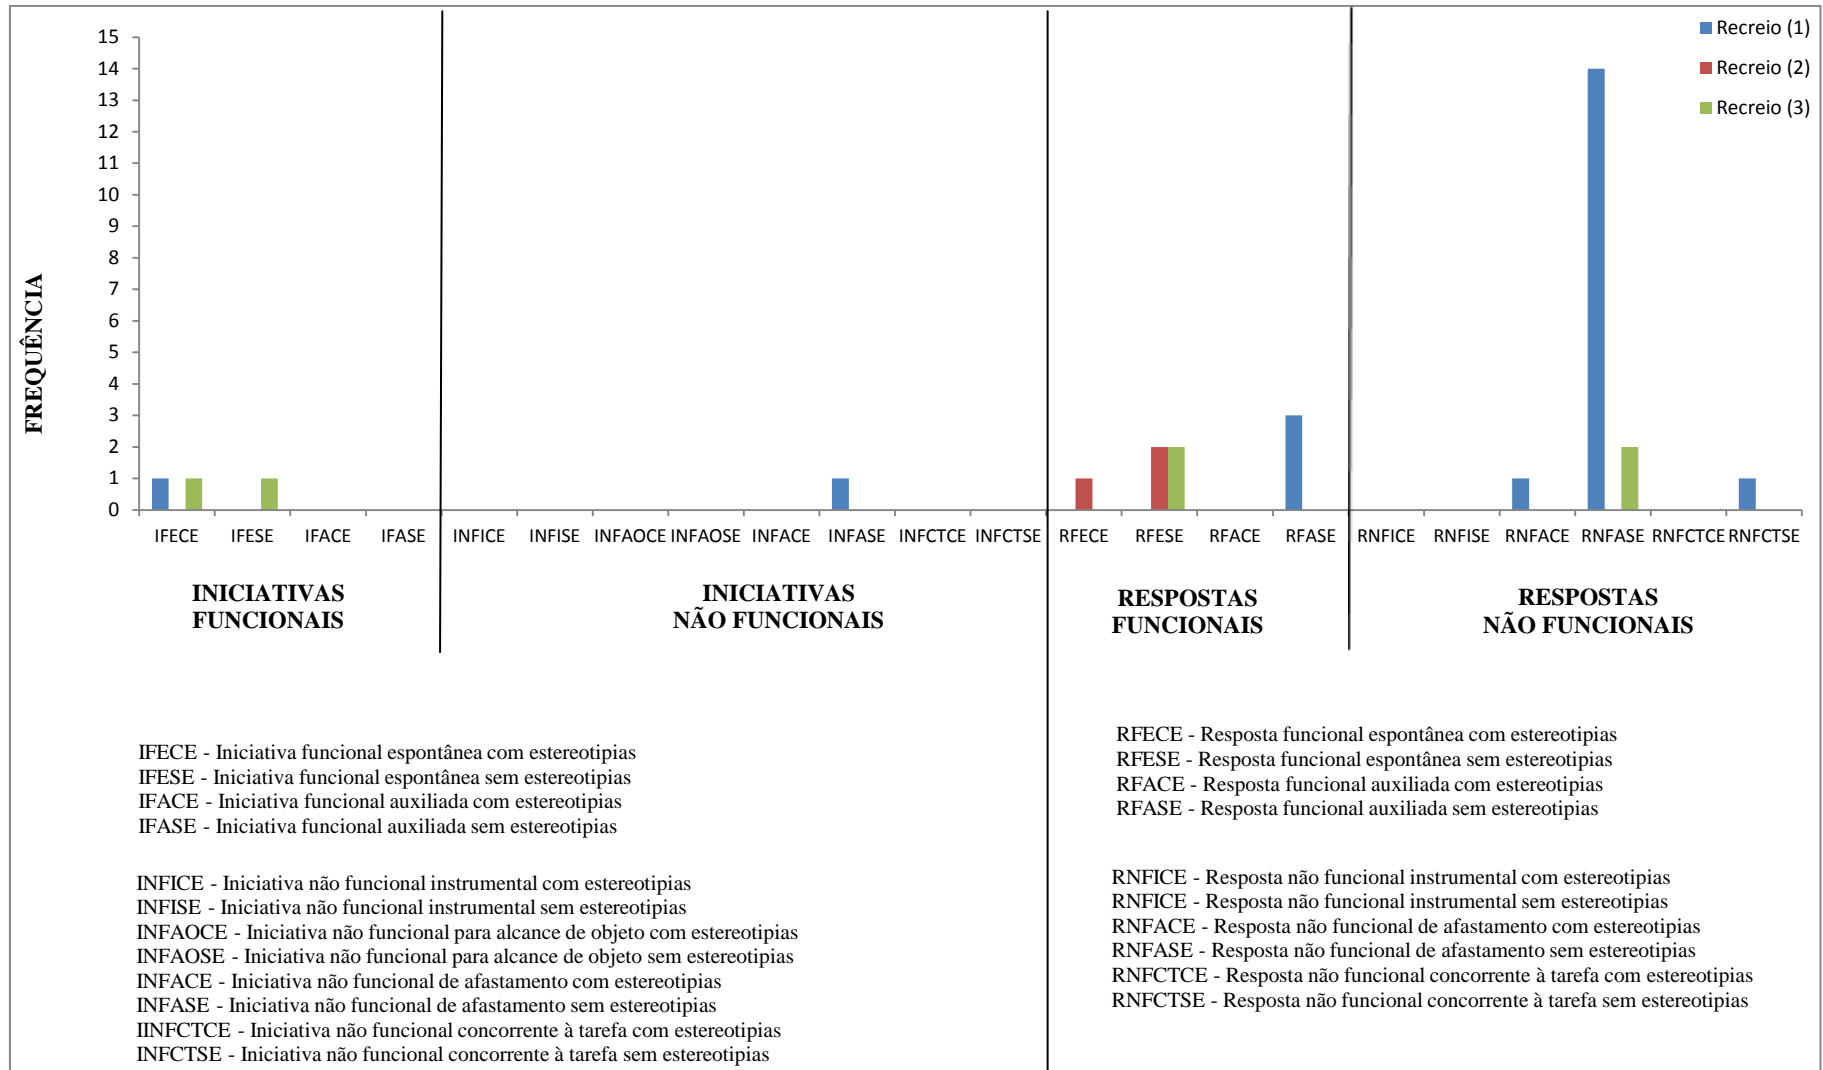 Recreio (1)
Recreio (2)
Recreio (3)
FREQUÊNCIA
15
14
13
12
11
10
9
8
7
6
5
4
3
2
1
0
IFECE IFESE IFACE IFASE INFICE INFISE INFAOCE INFAOSE INFACE INFASE INFCTCE INFCTSE RFECE RFESE RFACE RFASE RNFICE RNFISE RNFACE RNFASE RNFCTCE RNFCTSE
INICIATIVAS
FUNCIONAIS
INICIATIVAS
NÃO FUNCIONAIS
RESPOSTAS
FUNCIONAIS
RESPOSTAS
NÃO FUNCIONAIS
IFECE - Iniciativa funcional espontânea com estereotipias
IFESE - Iniciativa funcional espontânea sem estereotipias
IFACE - Iniciativa funcional auxiliada com estereotipias
IFASE - Iniciativa funcional auxiliada sem estereotipias
INFICE - Iniciativa não funcional instrumental com estereotipias
INFISE - Iniciativa não funcional instrumental sem estereotipias
INFAOCE - Iniciativa não funcional para alcance de objeto com estereotipias
INFAOSE - Iniciativa não funcional para alcance de objeto sem estereotipias
INFACE - Iniciativa não funcional de afastamento com estereotipias
INFASE - Iniciativa não funcional de afastamento sem estereotipias
IINFCTCE - Iniciativa não funcional concorrente à tarefa com estereotipias
INFCTSE - Iniciativa não funcional concorrente à tarefa sem estereotipias
RFECE - Resposta funcional espontânea com estereotipias
RFESE - Resposta funcional espontânea sem estereotipias
RFACE - Resposta funcional auxiliada com estereotipias
RFASE - Resposta funcional auxiliada sem estereotipias
RNFICE - Resposta não funcional instrumental com estereotipias
RNFICE - Resposta não funcional instrumental sem estereotipias
RNFACE - Resposta não funcional de afastamento com estereotipias
RNFASE - Resposta não funcional de afastamento sem estereotipias
RNFCTCE - Resposta não funcional concorrente à tarefa com estereotipias
RNFCTSE - Resposta não funcional concorrente à tarefa sem estereotipias